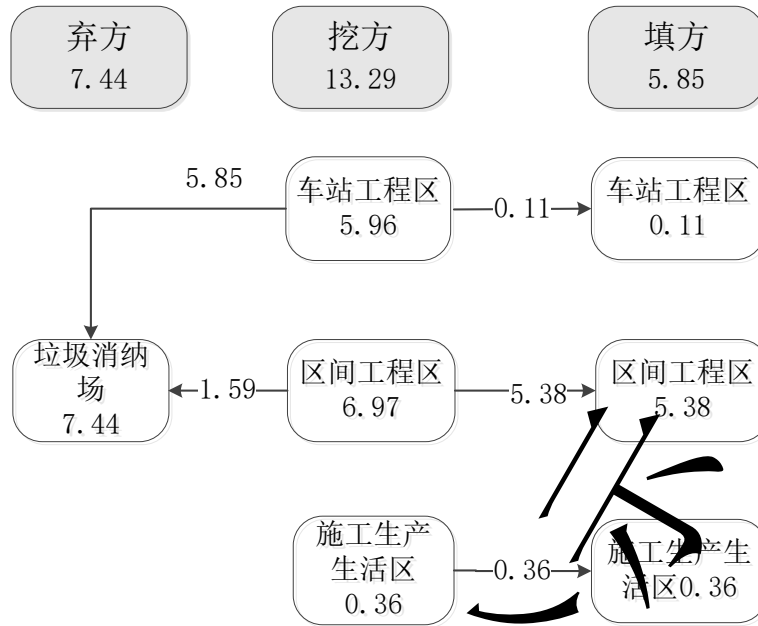 弃方
7.44
挖方
13.29
填方
5.85
5.85
车站工程区
5.96
0.11
车站工程区
0.11
垃圾消纳
场
7.44
1.59
区间工程区
6.97
5.38
区间工程区
5.38
施工生产
生活区
0.36
0.36
施工生产生
活区0.36